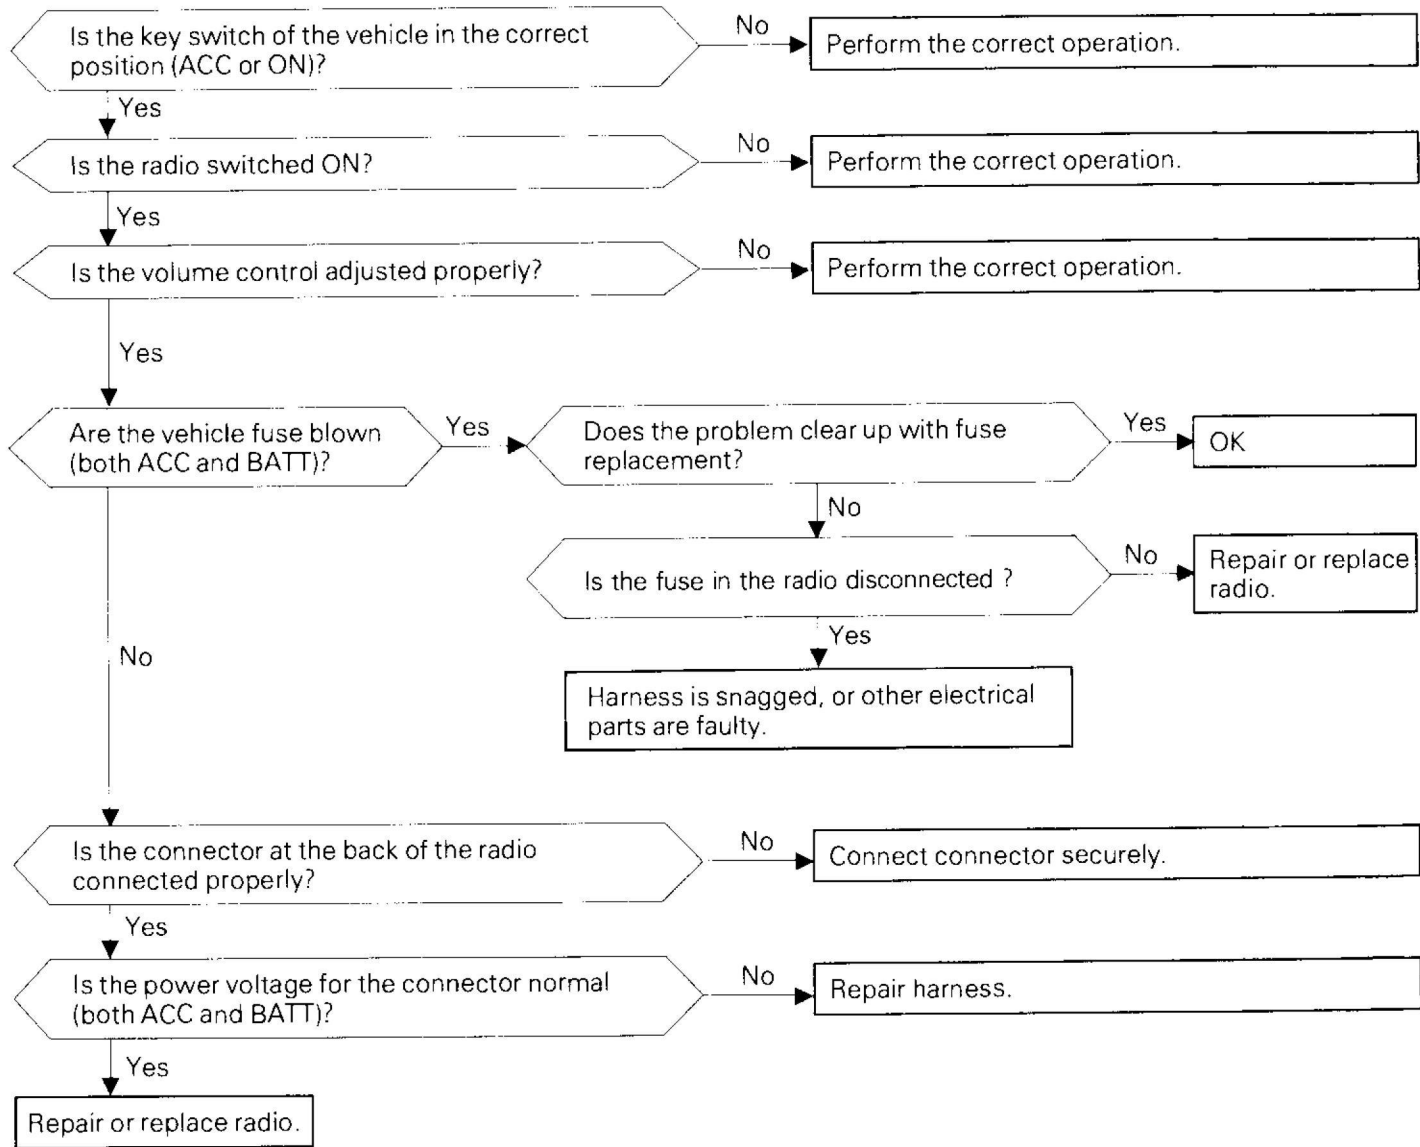 Is the key switch of the vehicle in the correct
position (ACC or ON)?
No
Perform the correct operation.
Yes
Is the radio switched ON?
No
Perform the correct operation.
Yes
Is the volume control adjusted properly?
No
Perform the correct operation.
Yes
Are the vehicle fuse blown
(both ACC and BATT)?
Yes
Does the problem clear up with fuse
replacement?
Yes
OK
No
Is the fuse in the radio disconnected ?
No
Repair or replace
radio.
Yes
Harness is snagged, or other electrical
parts are faulty.
No
Is the connector at the back of the radio
connected properly?
No
Connect connector securely.
Yes
Is the power voltage for the connector normal
(both ACC and BATT)?
No
Repair harness.
Yes
Repair or replace radio.